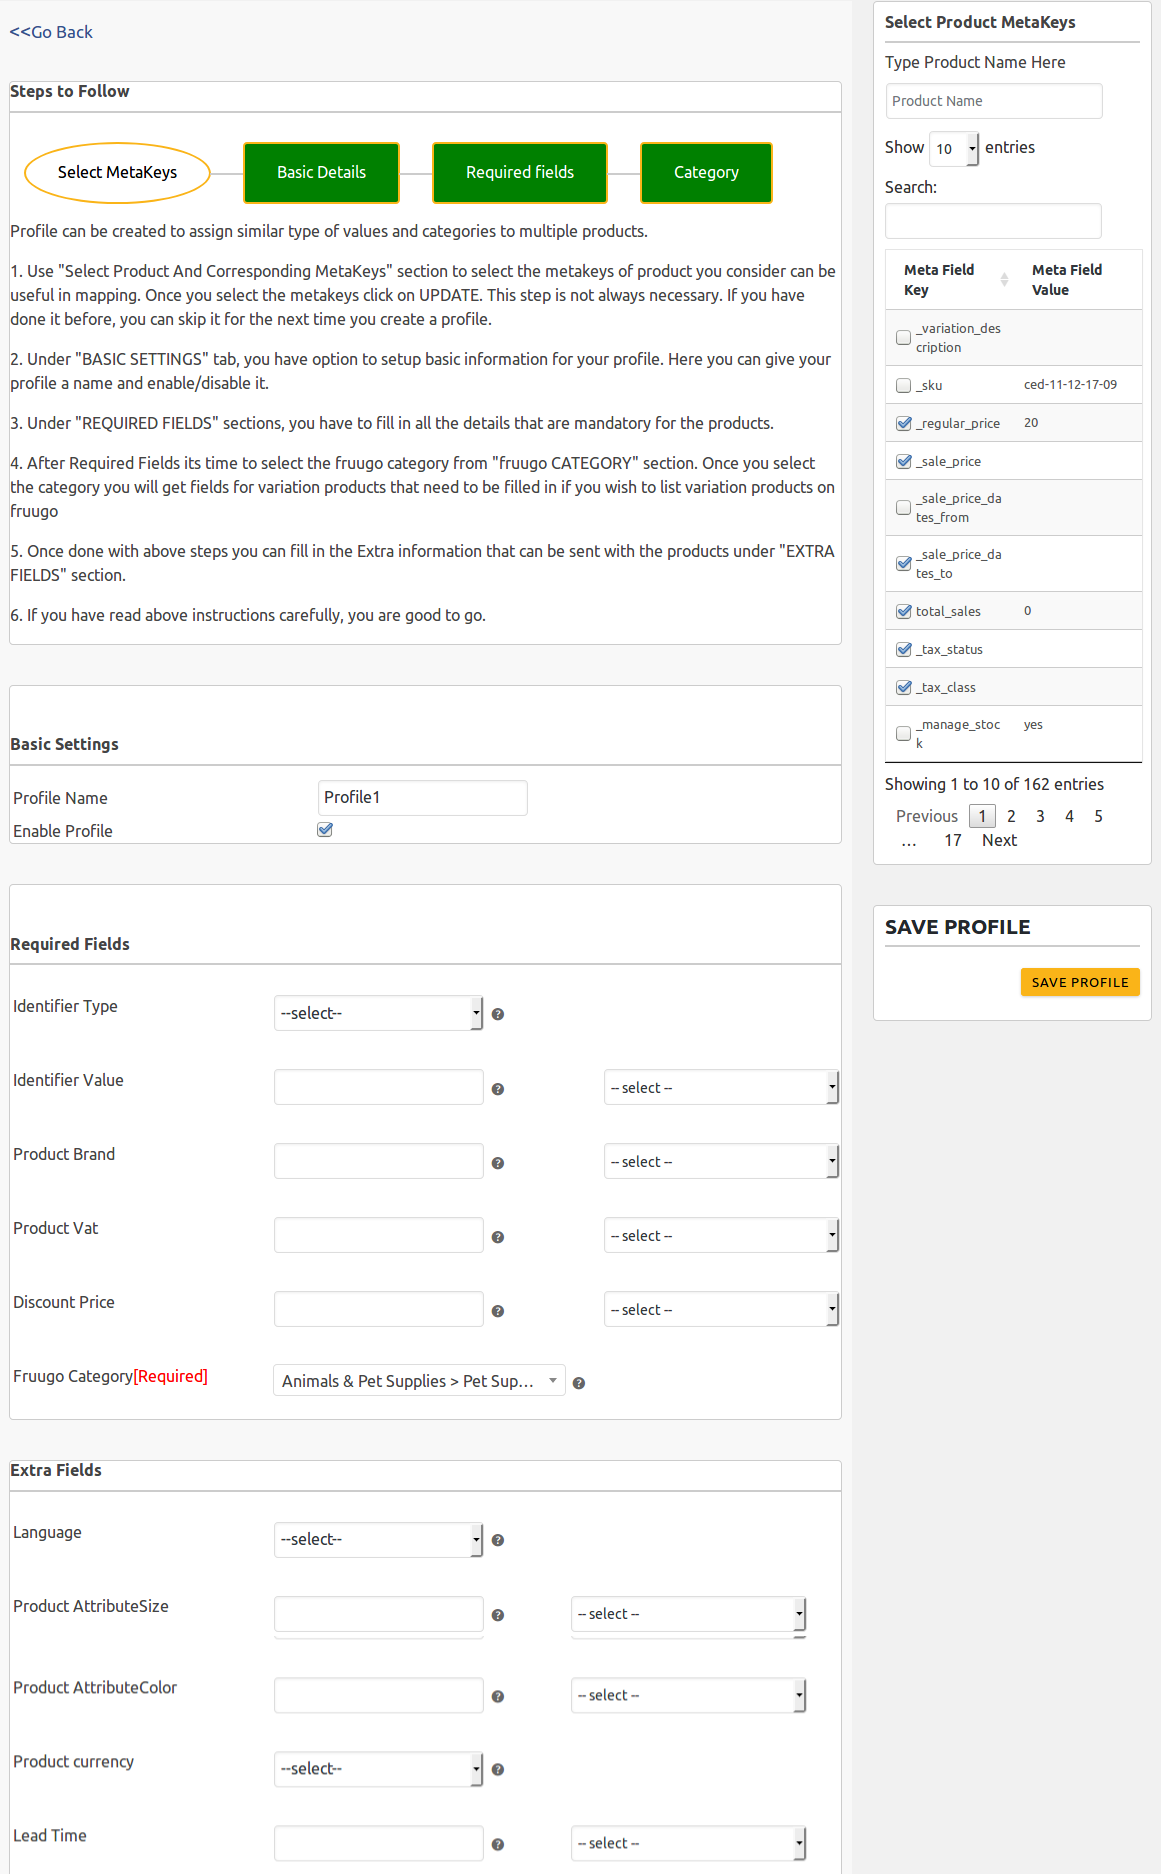 <<Go Back
Steps to Follow
Select MetaKeys
Basic Details
Required fields
Category
Profile can be created to assign similar type of values and categories to multiple products.
1. Use "Select Product And Corresponding MetaKeys" section to select the metakeys of product you consider can be
useful in mapping. Once you select the metakeys click on UPDATE. This step is not always necessary. If you have
done it before, you can skip it for the next time you create a profile.
2. Under "BASIC SETTINGS" tab, you have option to setup basic information for your profile. Here you can give your
profile a name and enable/disable it.
3. Under "REQUIRED FIELDS" sections, you have to fill in all the details that are mandatory for the products.
4. After Required Fields its time to select the fruugo category from "fruugo CATEGORY" section. Once you select
the category you will get fields for variation products that need to be filled in if you wish to list variation products on
fruugo
5. Once done with above steps you can fill in the Extra information that can be sent with the products under "EXTRA
FIELDS" section.
6. If you have read above instructions carefully, you are good to go.
Basic Settings
Profile Name Profile1
Enable Profile
Required Fields
Identifier Type --select--
Identifier Value -- select --
Product Brand -- select --
Product Vat -- select --
Discount Price -- select --
Fruugo Category[Required] Animals & Pet Supplies > Pet Sup...
Extra Fields
Language --select--
Product AttributeSize -- select --
Product AttributeColor -- select --
Product currency --select--
Lead Time -- select --
Select Product MetaKeys
Type Product Name Here
Product Name
Show 10 entries
Search:
Meta Field Meta Field
Key Value
_variation_des
cription
_sku ced-11-12-17-09
_regular_price 20
_sale_price
_sale_price_da
tes_from
_sale_price_da
tes_to
total_sales 0
_tax_status
_tax_class
_manage_stoc yes
k
Showing 1 to 10 of 162 entries
Previous 1 2 3 4 5
... 17 Next
SAVE PROFILE
SAVE PROFILE